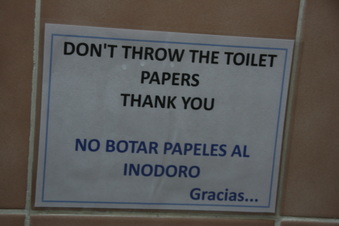 DON'T THROW THE TOILET
PAPERS
THANK YOU
NO BOTAR PAPELES AL
INODORO
Gracias...